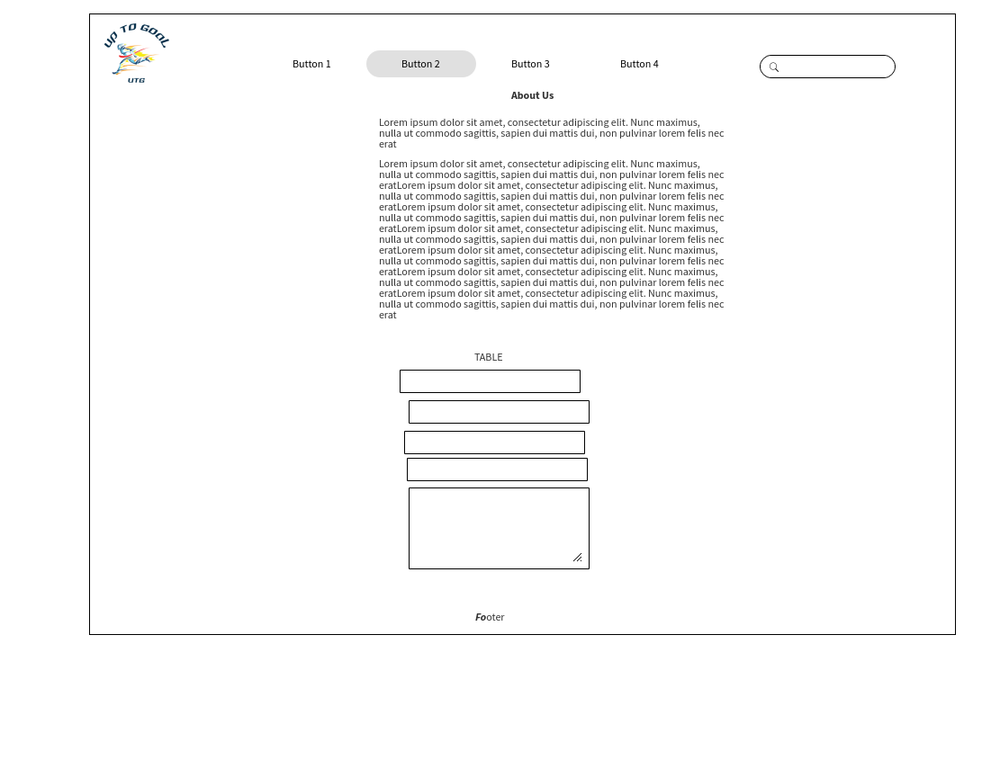 UP TO GOAL
UTG
Button 1
Button 2
Button 3
Button 4
About Us
Lorem ipsum dolor sit amet, consectetur adipiscing elit. Nunc maximus,
nulla ut commodo sagittis, sapien dui mattis dui, non pulvinar lorem felis nec
erat
Lorem ipsum dolor sit amet, consectetur adipiscing elit. Nunc maximus,
nulla ut commodo sagittis, sapien dui mattis dui, non pulvinar lorem felis nec
eratLorem ipsum dolor sit amet, consectetur adipiscing elit. Nunc maximus,
nulla ut commodo sagittis, sapien dui mattis dui, non pulvinar lorem felis nec
eratLorem ipsum dolor sit amet, consectetur adipiscing elit. Nunc maximus,
nulla ut commodo sagittis, sapien dui mattis dui, non pulvinar lorem felis nec
eratLorem ipsum dolor sit amet, consectetur adipiscing elit. Nunc maximus,
nulla ut commodo sagittis, sapien dui mattis dui, non pulvinar lorem felis nec
eratLorem ipsum dolor sit amet, consectetur adipiscing elit. Nunc maximus,
nulla ut commodo sagittis, sapien dui mattis dui, non pulvinar lorem felis nec
eratLorem ipsum dolor sit amet, consectetur adipiscing elit. Nunc maximus,
nulla ut commodo sagittis, sapien dui mattis dui, non pulvinar lorem felis nec
eratLorem ipsum dolor sit amet, consectetur adipiscing elit. Nunc maximus,
nulla ut commodo sagittis, sapien dui mattis dui, non pulvinar lorem felis nec
erat
TABLE
Footer